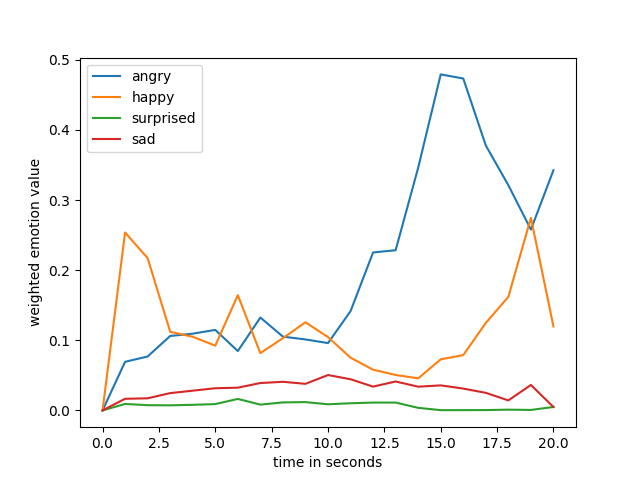 0.5
0.4
0.3
0.2
0.1
0.0
weighted emotion value
angry
happy
surprised
sad
0.0 2.5 5.0 7.5 10.0 12.5 15.0 17.5 20.0
time in seconds